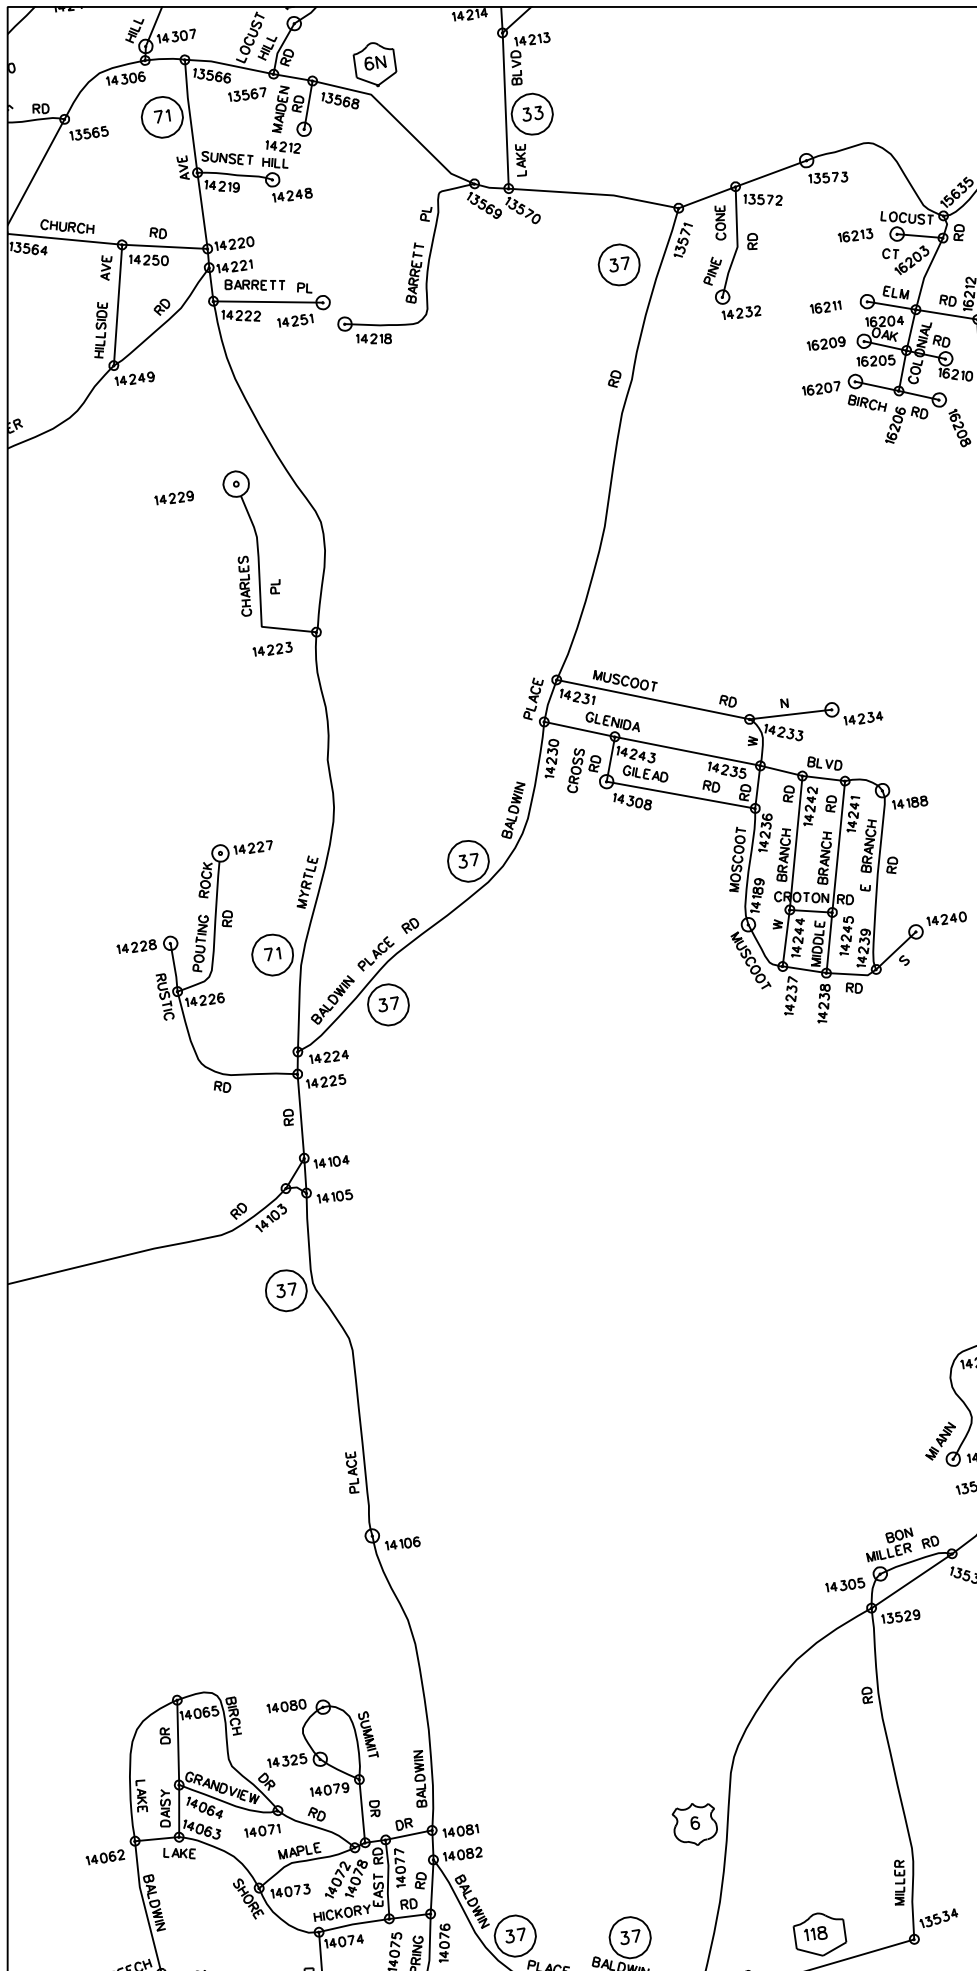 14214
14213
HILL
14307
LOCUST
HILL
RD
6N
BLVD
14306
13566
13567
13568
MAIDEN
RD
33
RD
13565
71
14212
LAKE
AVE
SUNSET HILL
14219
14248
13573
13572
13569
13570
13571
15635
LOCUST
CT
RD
16213
16203
CHURCH
RD
13564
14250
14220
14221
AVE
HILLSIDE
RD
BARRETT PL
14222
14251
BARRETT
PL
14218
37
PINE CONE
RD
14232
16211
ELM
RD
16212
16204
16209
OAK
RD
16205
COLONIAL
16210
16207
BIRCH
RD
16206
16208
14249
ER
RD
14229
CHARLES
PL
14223
PLACE
MUSCOOT
RD
14231
N
14233
14234
GLENIDA
W
14230
CROSS
RD
14243
GILEAD
RD
14308
14235
BLVD
RD
14236
RD
14242
RD
14241
14188
BALDWIN
37
MOSCOOT
14189
W BRANCH
MIDDLE BRANCH
E BRANCH
RD
CROTON RD
14244
14245
14239
14240
S
MUSCOOT
14237
14238
RD
MYRTLE
14227
POUTING ROCK
RD
14228
RUSTIC
14226
71
BALDWIN PLACE RD
37
14224
14225
RD
RD
14104
14105
14103
RD
37
PLACE
14106
MIANN
BON
MILLER RD
14305
13529
RD
14065
BIRCH
DR
14080
SUMMIT
DR
14325
14079
DR
LAKE
DAISY
GRANDVIEW
RD
14064
14071
14063
BALDWIN
6
14062
LAKE
MAPLE
DR
14081
14072
14078
14077
14082
SHORE
14073
EAST RD
RD
BALDWIN
BALDWIN
HICKORY
RD
14074
14075
14076
PRING
37
37
118
MILLER
13534
EECH
PLACE
BALDWIN